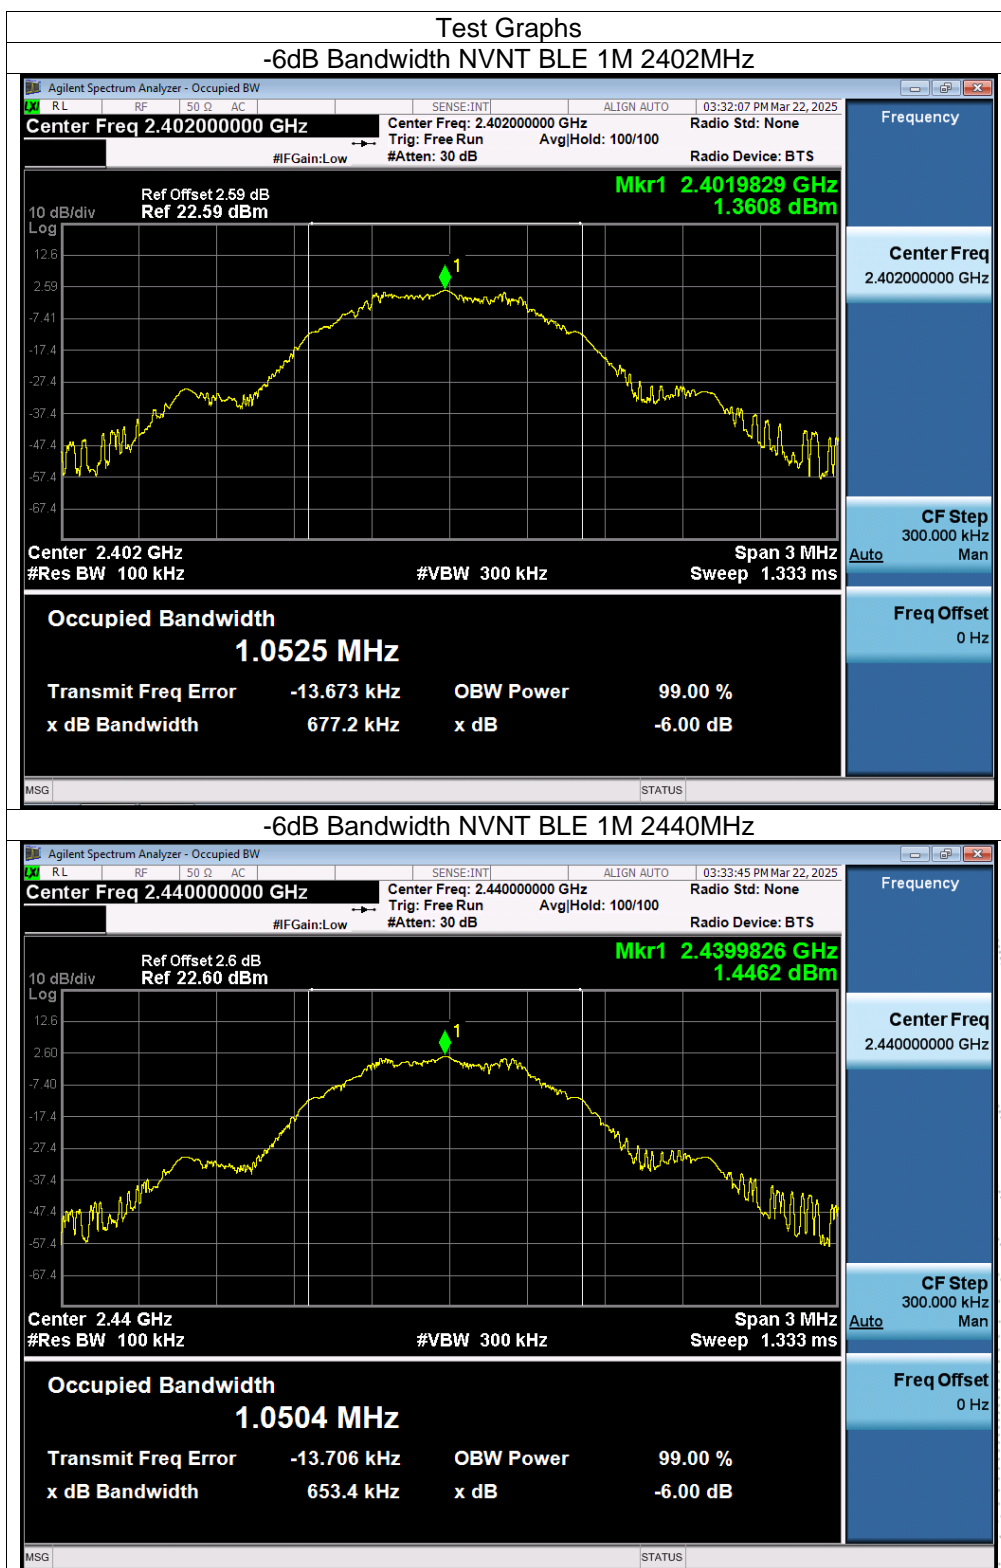 Test Graphs
-6dB Bandwidth NVNT BLE 1M 2402MHz
Agilent Spectrum Analyzer - Occupied BW
LXI RL RF 50 Ω AC SENSE:INT ALIGN AUTO 03:32:07 PM Mar 22, 2025
Center Freq 2.402000000 GHz Center Freq: 2.402000000 GHz Radio Std: None Frequency
Trig: Free Run Avg|Hold: 100/100
#IFGain:Low #Atten: 30 dB Radio Device: BTS
Mkr1 2.4019829 GHz
Ref Offset 2.59 dB 1.3608 dBm
10 dB/div Ref 22.59 dBm
Log
12.6
2.59
-7.41
-17.4
-27.4
-37.4
-47.4
-57.4
-67.4
1
Center Freq
2.402000000 GHz
CF Step
300.000 kHz
Auto Man
Center 2.402 GHz Span 3 MHz
#Res BW 100 kHz #VBW 300 kHz Sweep 1.333 ms
Freq Offset
0 Hz
Occupied Bandwidth
1.0525 MHz
Transmit Freq Error -13.673 kHz OBW Power 99.00 %
x dB Bandwidth 677.2 kHz x dB -6.00 dB
MSG STATUS
-6dB Bandwidth NVNT BLE 1M 2440MHz
Agilent Spectrum Analyzer - Occupied BW
LXI RL RF 50 Ω AC SENSE:INT ALIGN AUTO 03:33:45 PM Mar 22, 2025
Center Freq 2.440000000 GHz Center Freq: 2.440000000 GHz Radio Std: None Frequency
Trig: Free Run Avg|Hold: 100/100
#IFGain:Low #Atten: 30 dB Radio Device: BTS
Mkr1 2.4399826 GHz
Ref Offset 2.6 dB 1.4462 dBm
10 dB/div Ref 22.60 dBm
Log
12.6
2.60
-7.40
-17.4
-27.4
-37.4
-47.4
-57.4
-67.4
1
Center Freq
2.440000000 GHz
CF Step
300.000 kHz
Auto Man
Center 2.44 GHz Span 3 MHz
#Res BW 100 kHz #VBW 300 kHz Sweep 1.333 ms
Freq Offset
0 Hz
Occupied Bandwidth
1.0504 MHz
Transmit Freq Error -13.706 kHz OBW Power 99.00 %
x dB Bandwidth 653.4 kHz x dB -6.00 dB
MSG STATUS